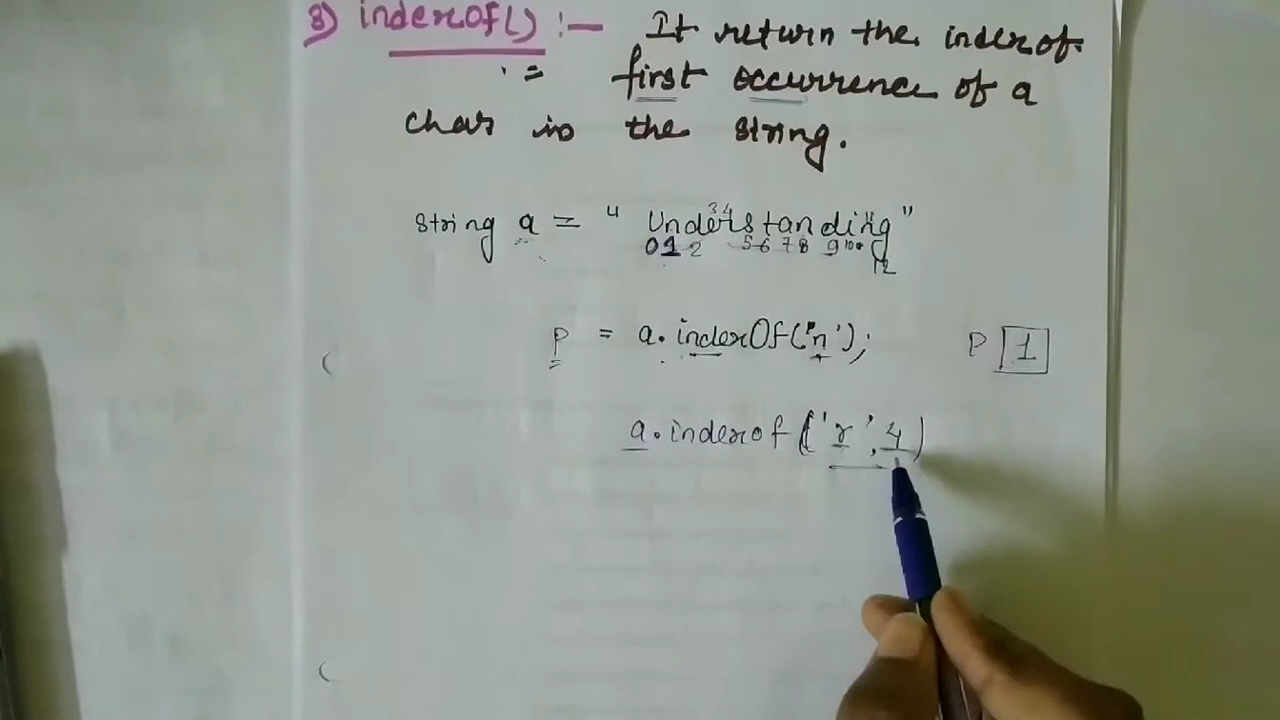 3) indexOf() :- It return the index of
first occurrence of a
char in the string.
3 4 11
String a = " Understanding "
0 1 2 5 6 7 8 9 10
12
P = a.indexOf('n'); P 1
a.indexof('r',4)